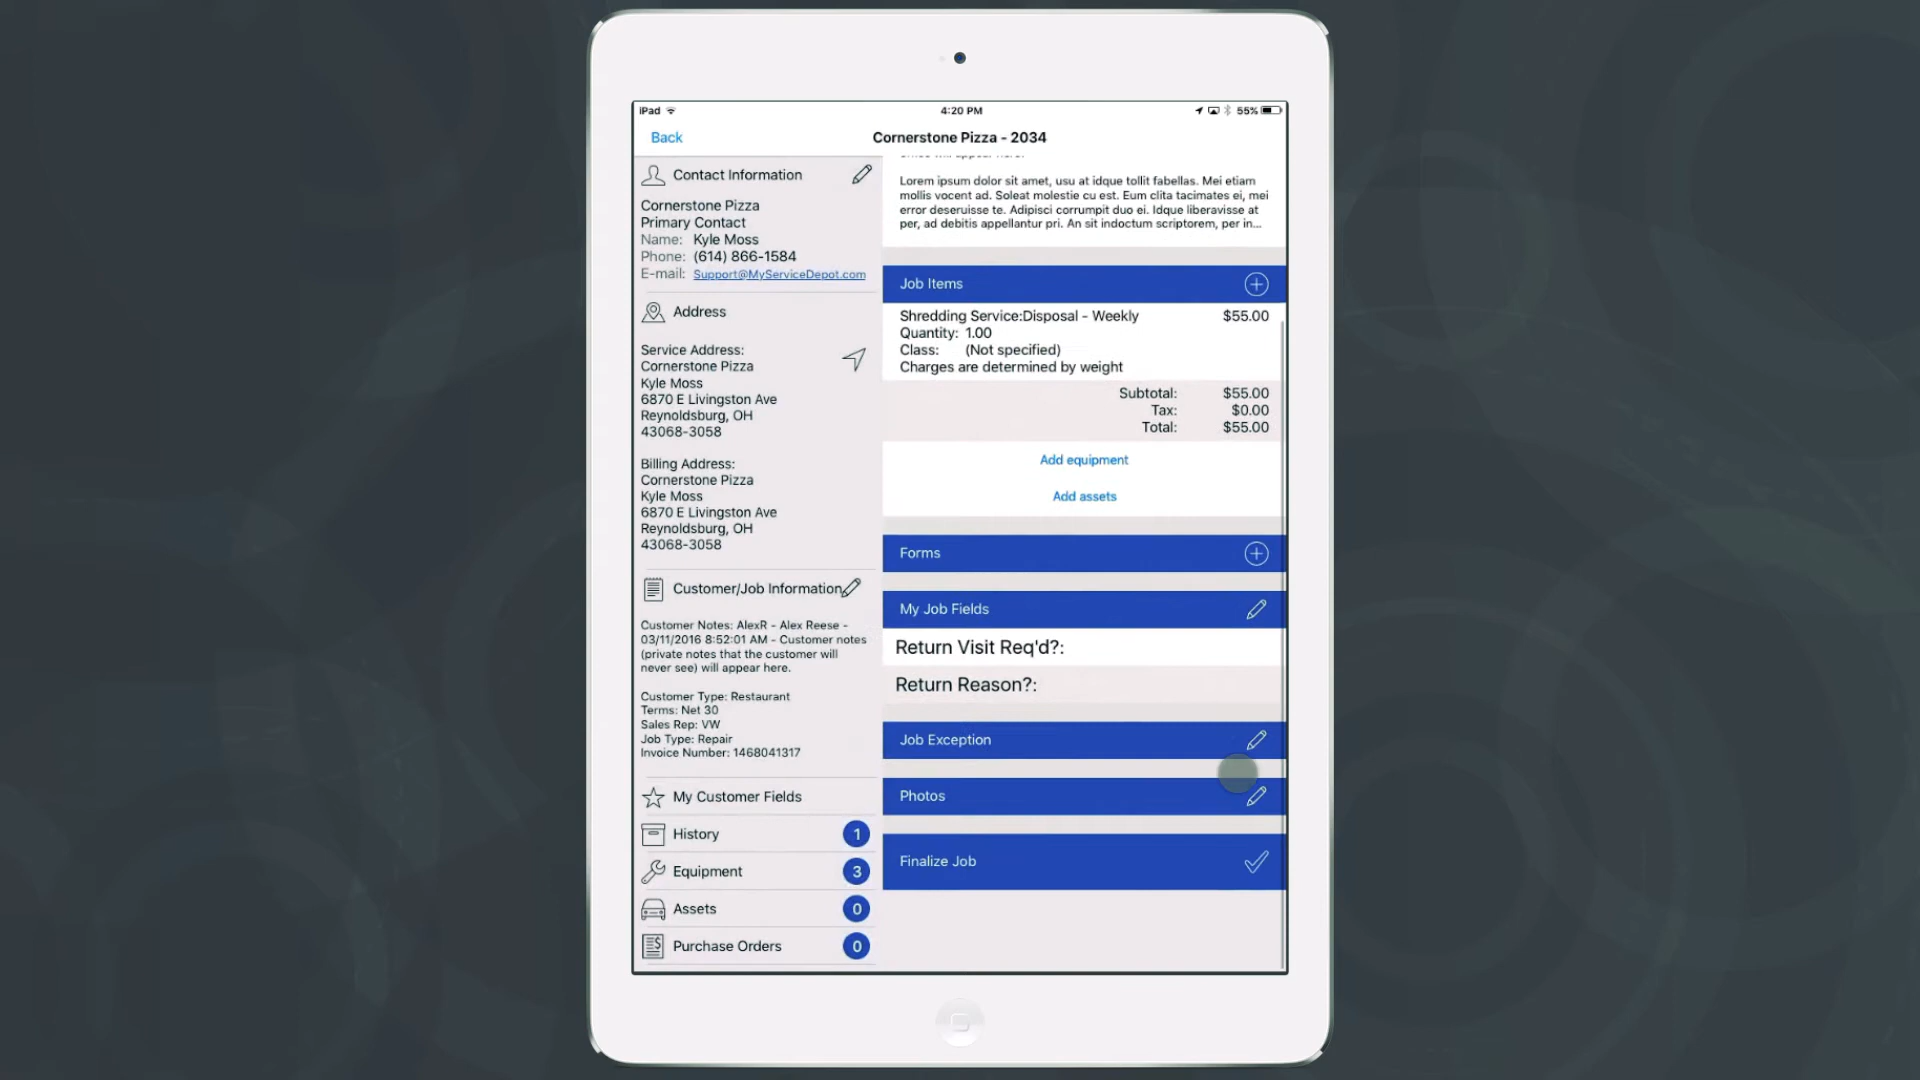 iPad
4:20 PM
55%
Back
Cornerstone Pizza - 2034
Contact Information
Cornerstone Pizza
Primary Contact
Name: Kyle Moss
Phone: (614) 866-1584
E-mail: Support@MyServiceDepot.com
Address
Service Address:
Cornerstone Pizza
Kyle Moss
6870 E Livingston Ave
Reynoldsburg, OH
43068-3058
Billing Address:
Cornerstone Pizza
Kyle Moss
6870 E Livingston Ave
Reynoldsburg, OH
43068-3058
Customer/Job Information
Customer Notes: AlexR - Alex Reese -
03/11/2016 8:52:01 AM - Customer notes
(private notes that the customer will
never see) will appear here.
Customer Type: Restaurant
Terms: Net 30
Sales Rep: VW
Job Type: Repair
Invoice Number: 1468041317
My Customer Fields
History 1
Equipment 3
Assets 0
Purchase Orders 0
Lorem ipsum dolor sit amet, usu at idque tollit fabellas. Mei etiam
mollis vocent ad. Soleat molestie cu est. Eum clita tacimates ei, mei
error deseruisse te. Adipisci corrumpit duo ei. Idque liberavisse at
per, ad debitis appellantur pri. An sit indoctum scriptorem, per in...
Job Items
Shredding Service:Disposal - Weekly $55.00
Quantity: 1.00
Class: (Not specified)
Charges are determined by weight
Subtotal: $55.00
Tax: $0.00
Total: $55.00
Add equipment
Add assets
Forms
My Job Fields
Return Visit Req'd?:
Return Reason?:
Job Exception
Photos
Finalize Job